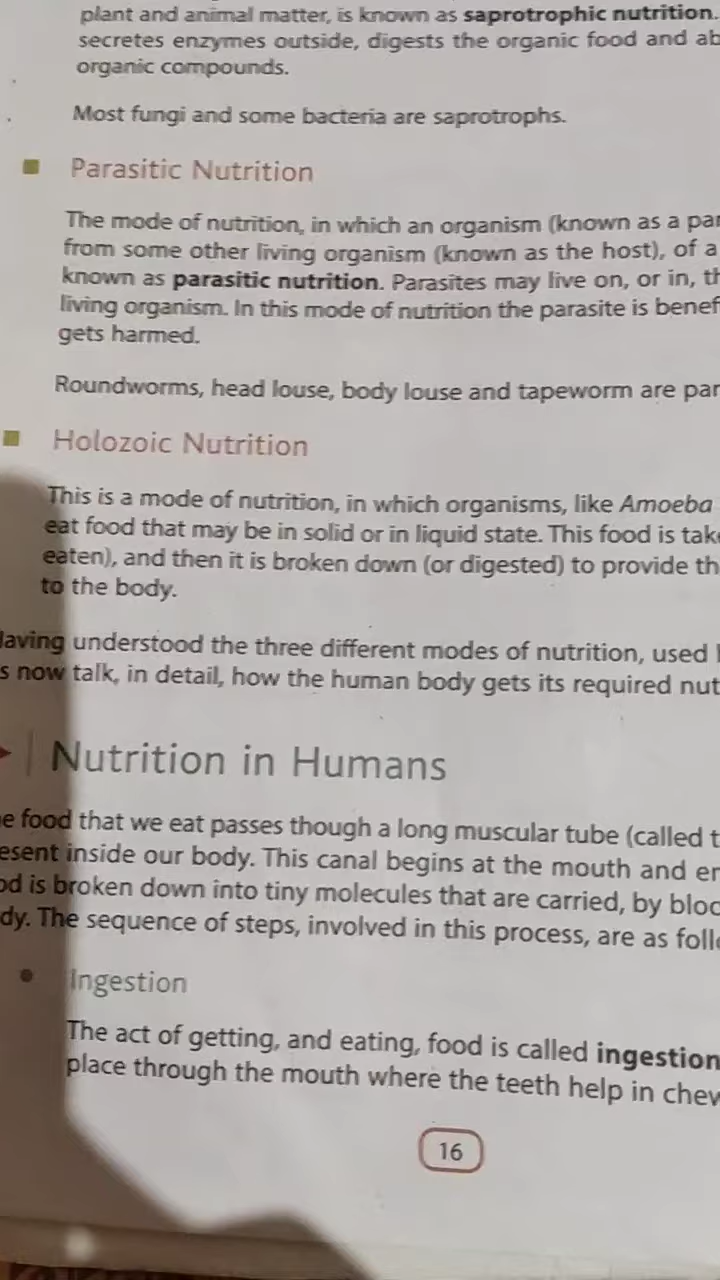 plant and animal matter, is known as saprotrophic nutrition.
secretes enzymes outside, digests the organic food and ab
organic compounds.
Most fungi and some bacteria are saprotrophs.
Parasitic Nutrition
The mode of nutrition, in which an organism (known as a par
from some other living organism (known as the host), of a
known as parasitic nutrition. Parasites may live on, or in, th
living organism. In this mode of nutrition the parasite is benef
gets harmed.
Roundworms, head louse, body louse and tapeworm are par
Holozoic Nutrition
This is a mode of nutrition, in which organisms, like Amoeba
eat food that may be in solid or in liquid state. This food is take
eaten), and then it is broken down (or digested) to provide th
to the body.
Having understood the three different modes of nutrition, used
s now talk, in detail, how the human body gets its required nut
Nutrition in Humans
e food that we eat passes though a long muscular tube (called t
esent inside our body. This canal begins at the mouth and en
od is broken down into tiny molecules that are carried, by bloo
dy. The sequence of steps, involved in this process, are as follo
Ingestion
The act of getting, and eating, food is called ingestion
place through the mouth where the teeth help in chew
16